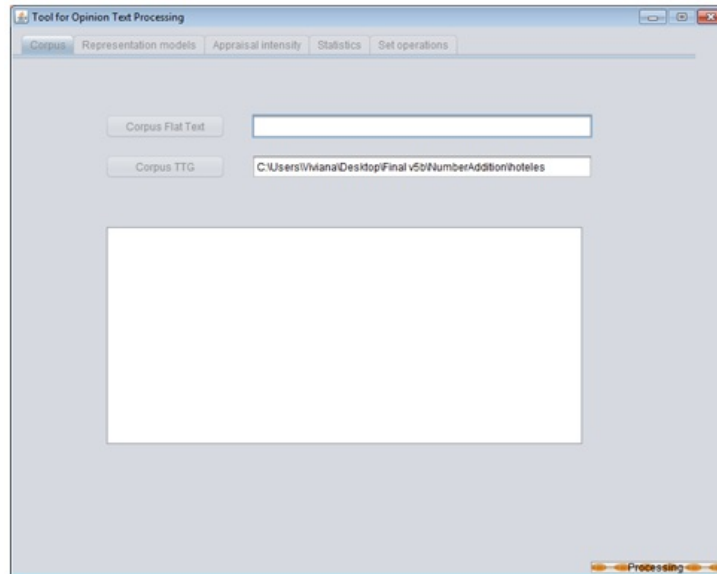 Tool for Opinion Text Processing
Corpus Representation models Appraisal intensity Statistics Set operations
Corpus Flat Text
Corpus TTG C:\Users\Viviana\Desktop\Final v5b\NumberAddition\hoteles
Processing